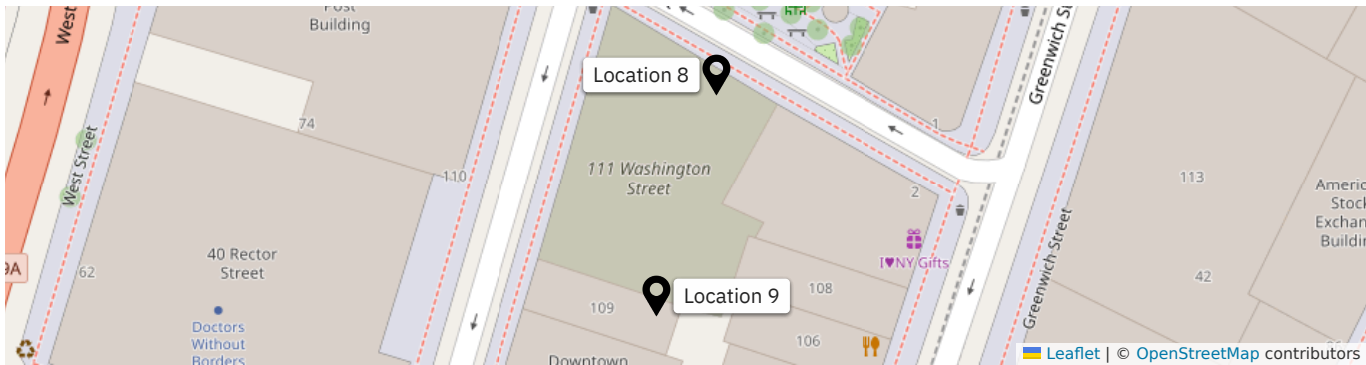 West
Post
Building
Location 8
Greenwich St
74
West Street
110
111 Washington
Street
1
2
113
America
Stock
Exchan
Buildin
40 Rector
Street
62
9A
I♥NY Gifts
Greenwich Street
42
Location 9
109
108
106
Doctors
Without
Borders
Downtown
Leaflet | © OpenStreetMap contributors